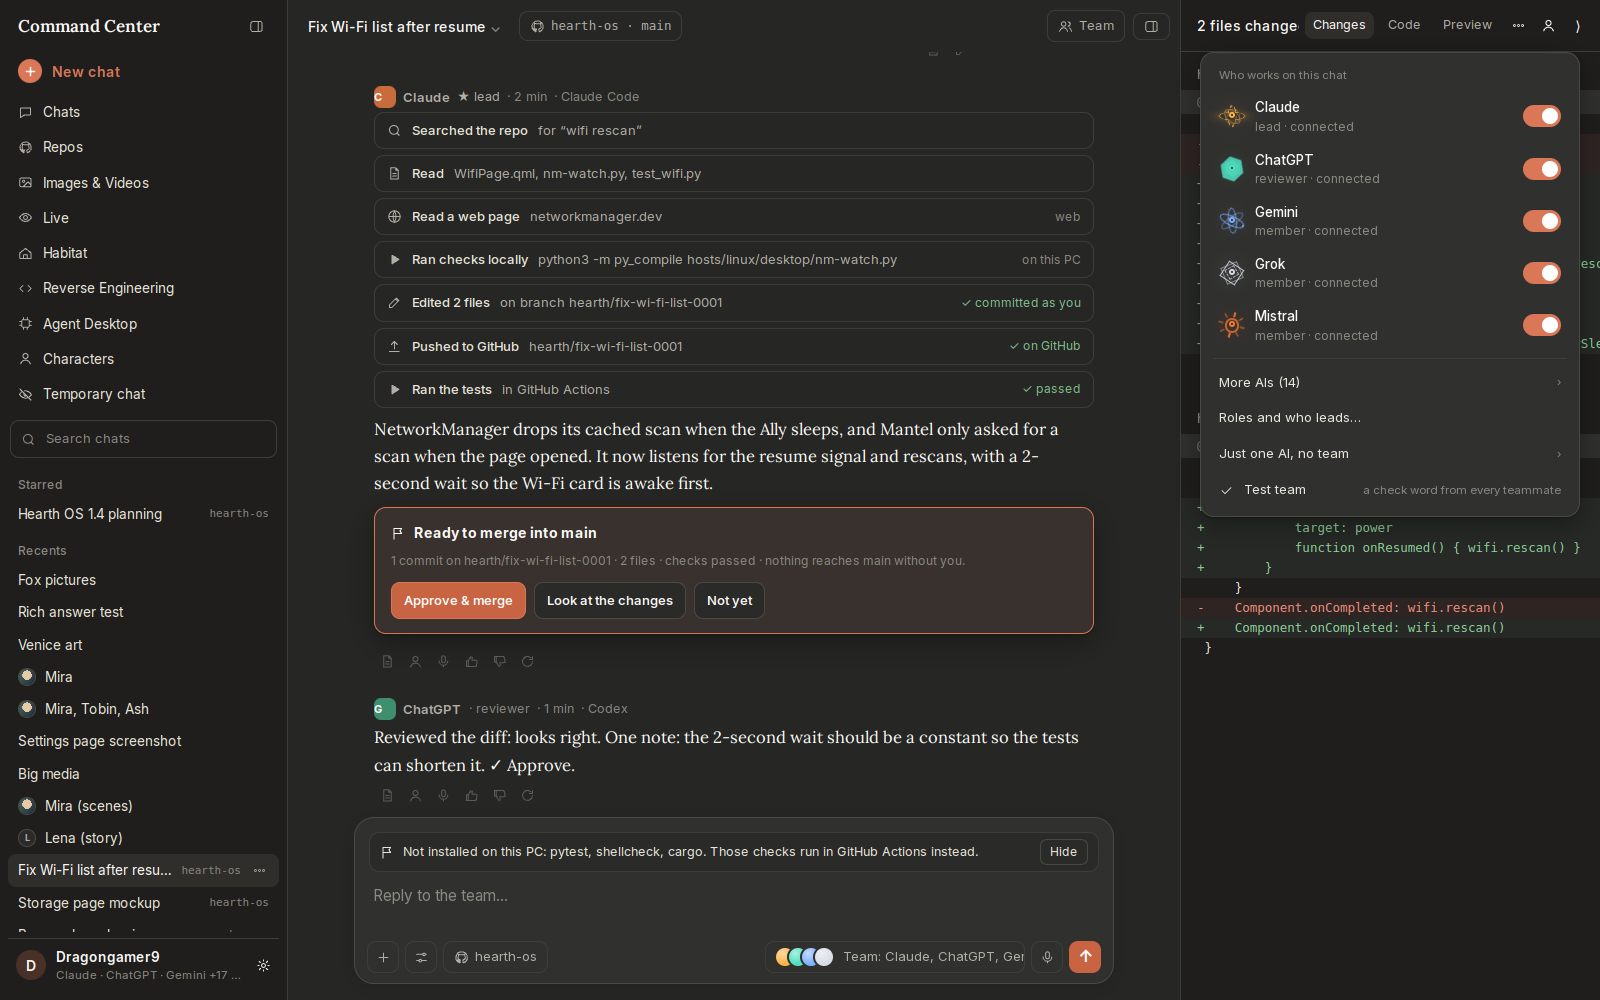 Command Center
New chat
Chats
Repos
Images & Videos
Live
Habitat
Reverse Engineering
Agent Desktop
Characters
Temporary chat
Search chats
Starred
Hearth OS 1.4 planning hearth-os
Recents
Fox pictures
Rich answer test
Venice art
Mira
Mira, Tobin, Ash
Settings page screenshot
Big media
Mira (scenes)
L Lena (story)
Fix Wi-Fi list after resu... hearth-os
Storage page mockup hearth-os
D Dragongamer9
Claude · ChatGPT · Gemini +17 ...
Fix Wi-Fi list after resume
hearth-os · main
Team
C Claude ★ lead · 2 min · Claude Code
Searched the repo for “wifi rescan”
Read WifiPage.qml, nm-watch.py, test_wifi.py
Read a web page networkmanager.dev web
Ran checks locally python3 -m py_compile hosts/linux/desktop/nm-watch.py on this PC
Edited 2 files on branch hearth/fix-wi-fi-list-0001 ✓ committed as you
Pushed to GitHub hearth/fix-wi-fi-list-0001 ✓ on GitHub
Ran the tests in GitHub Actions ✓ passed
NetworkManager drops its cached scan when the Ally sleeps, and Mantel only asked for a
scan when the page opened. It now listens for the resume signal and rescans, with a 2-
second wait so the Wi-Fi card is awake first.
Ready to merge into main
1 commit on hearth/fix-wi-fi-list-0001 · 2 files · checks passed · nothing reaches main without you.
Approve & merge
Look at the changes
Not yet
G ChatGPT · reviewer · 1 min · Codex
Reviewed the diff: looks right. One note: the 2-second wait should be a constant so the tests
can shorten it. ✓ Approve.
Not installed on this PC: pytest, shellcheck, cargo. Those checks run in GitHub Actions instead.
Hide
Reply to the team...
hearth-os
Team: Claude, ChatGPT, Ger
2 files change
Changes
Code
Preview
Who works on this chat
Claude
lead · connected
ChatGPT
reviewer · connected
Gemini
member · connected
Grok
member · connected
Mistral
member · connected
More AIs (14)
Roles and who leads...
Just one AI, no team
✓ Test team a check word from every teammate
+ target: power
+ function onResumed() { wifi.rescan() }
+ }
}
- Component.onCompleted: wifi.rescan()
+ Component.onCompleted: wifi.rescan()
}